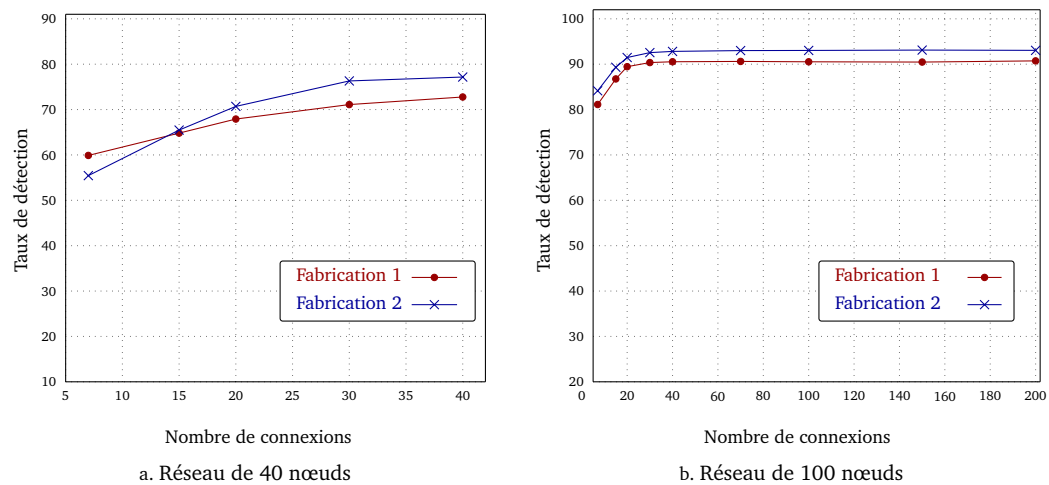 90
80
70
60
50
40
30
20
10
5 10 15 20 25 30 35 40
Taux de détection
Nombre de connexions
Fabrication 1
Fabrication 2
a. Réseau de 40 nœuds
100
90
80
70
60
50
40
30
20
0 20 40 60 80 100 120 140 160 180 200
Taux de détection
Nombre de connexions
Fabrication 1
Fabrication 2
b. Réseau de 100 nœuds